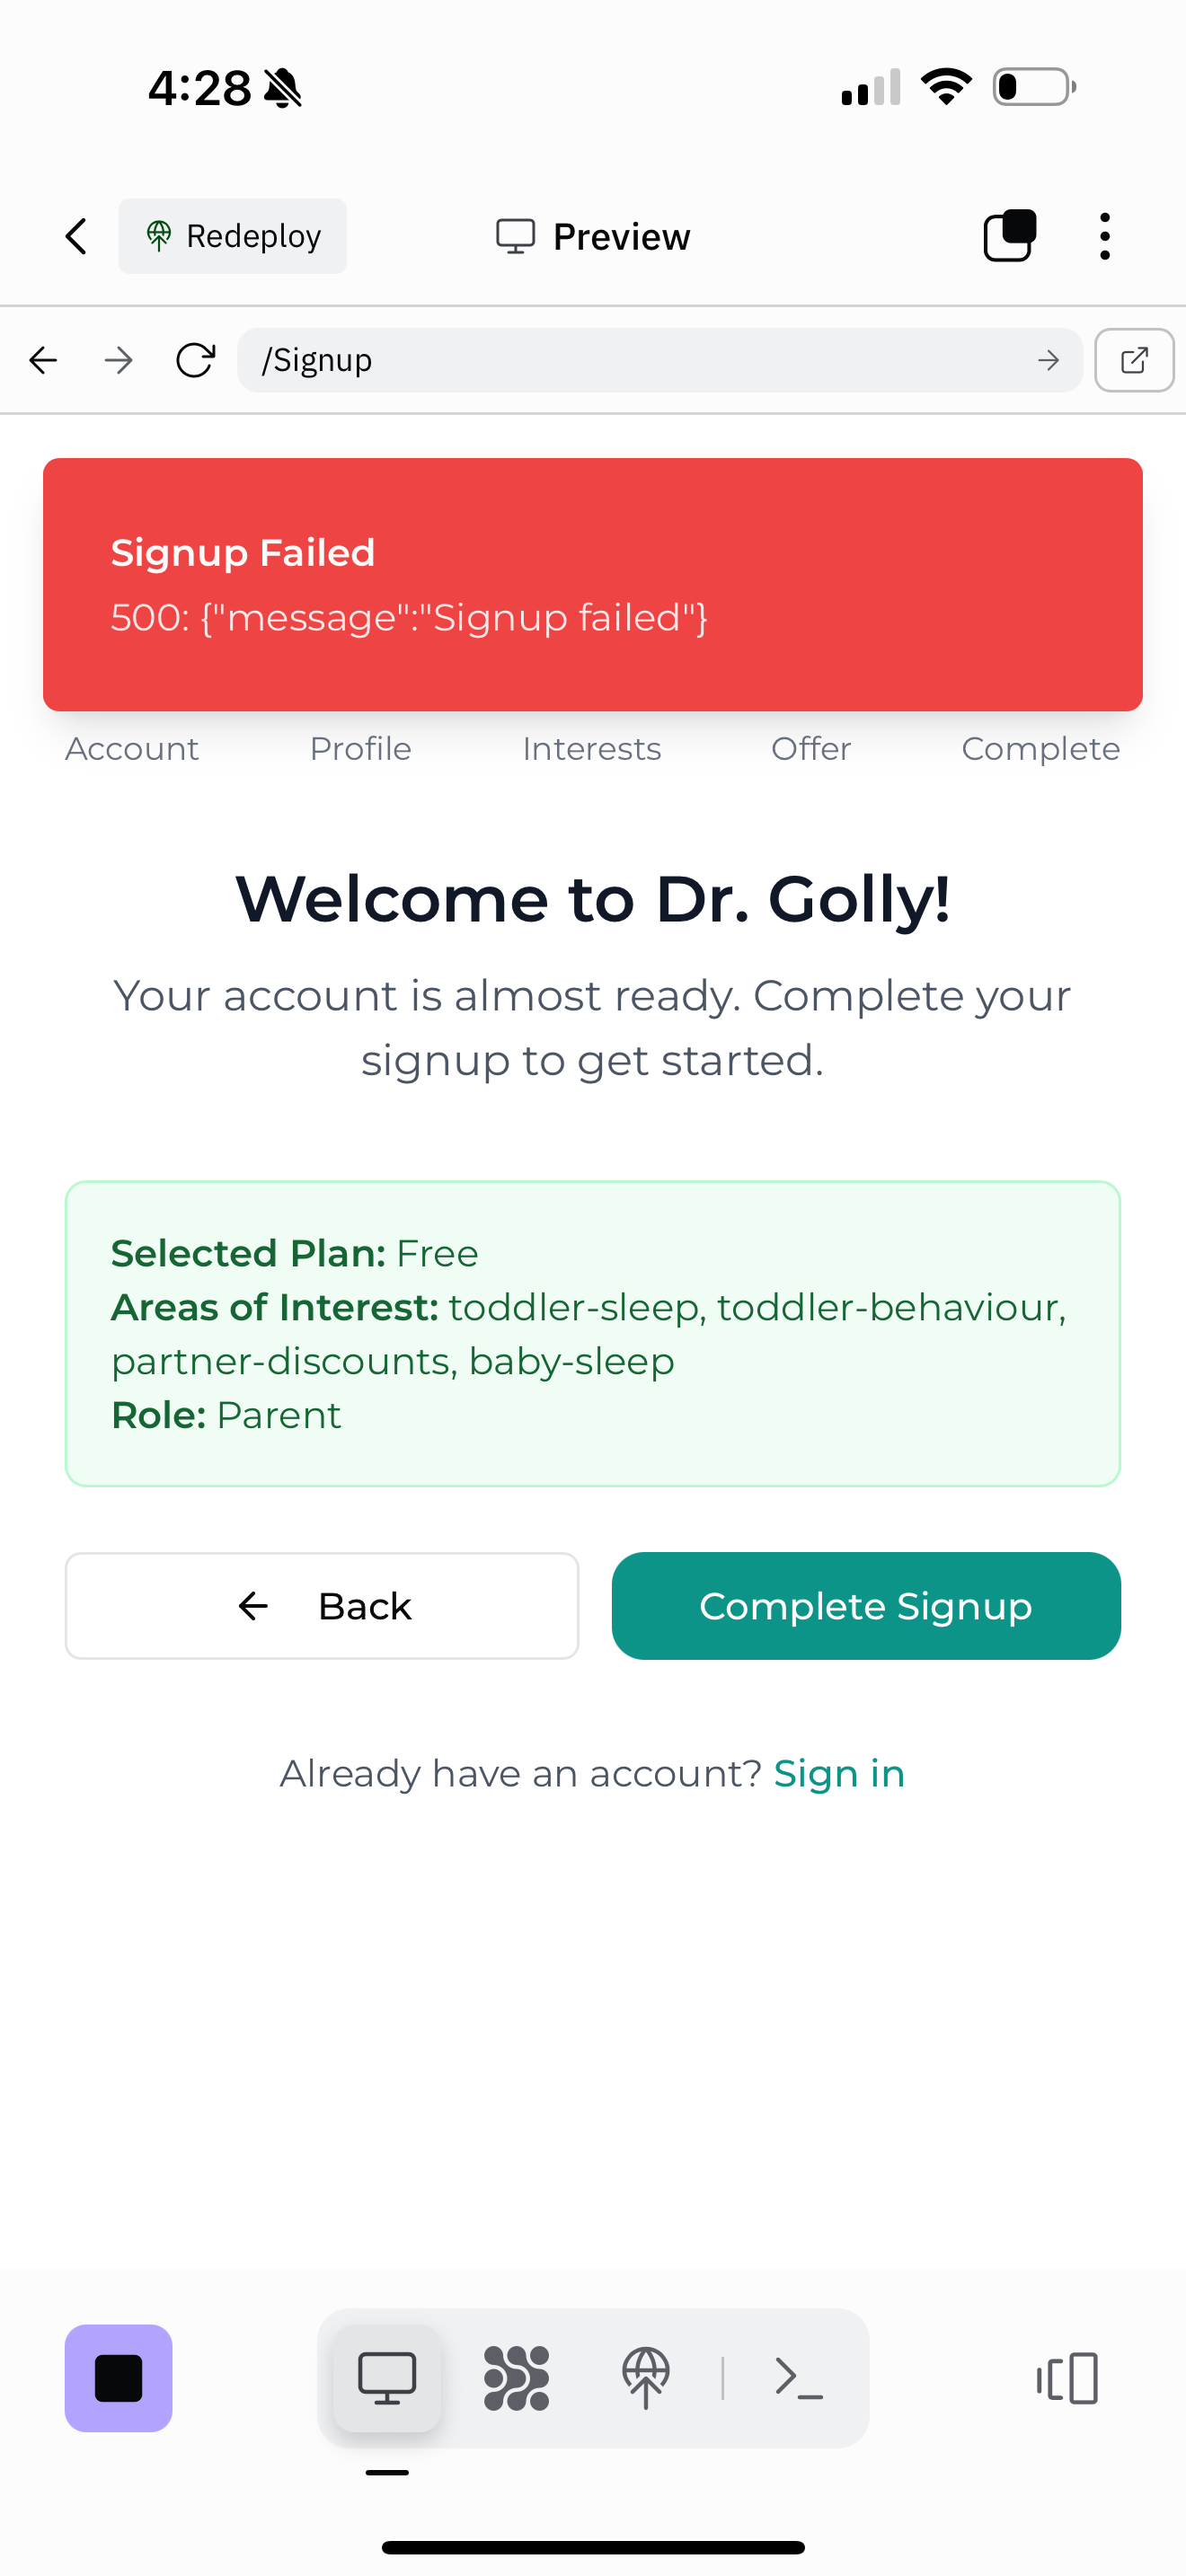 4:28
Redeploy
Preview
/Signup
Signup Failed
500: {"message":"Signup failed"}
Account Profile Interests Offer Complete
Welcome to Dr. Golly!
Your account is almost ready. Complete your
signup to get started.
Selected Plan: Free
Areas of Interest: toddler-sleep, toddler-behaviour,
partner-discounts, baby-sleep
Role: Parent
Back
Complete Signup
Already have an account? Sign in